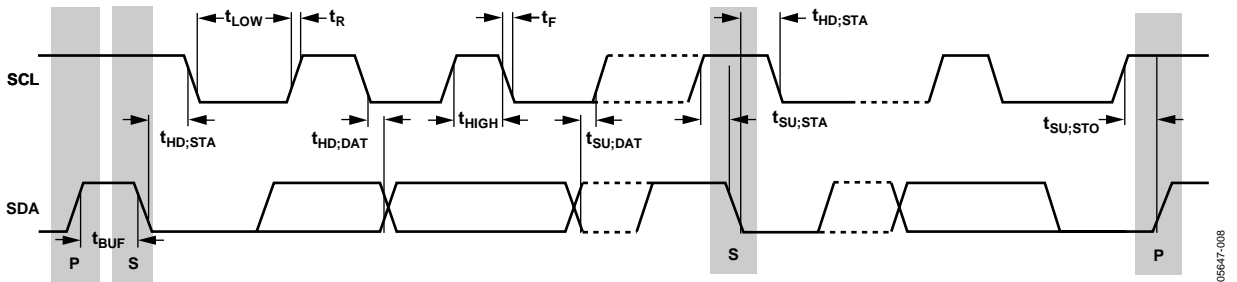 tLOW
tR
tF
tHD;STA
SCL
tHD;STA
tHD;DAT
tHIGH
tSU;DAT
tSU;STA
tSU;STO
SDA
tBUF
P
S
S
P
05647-008